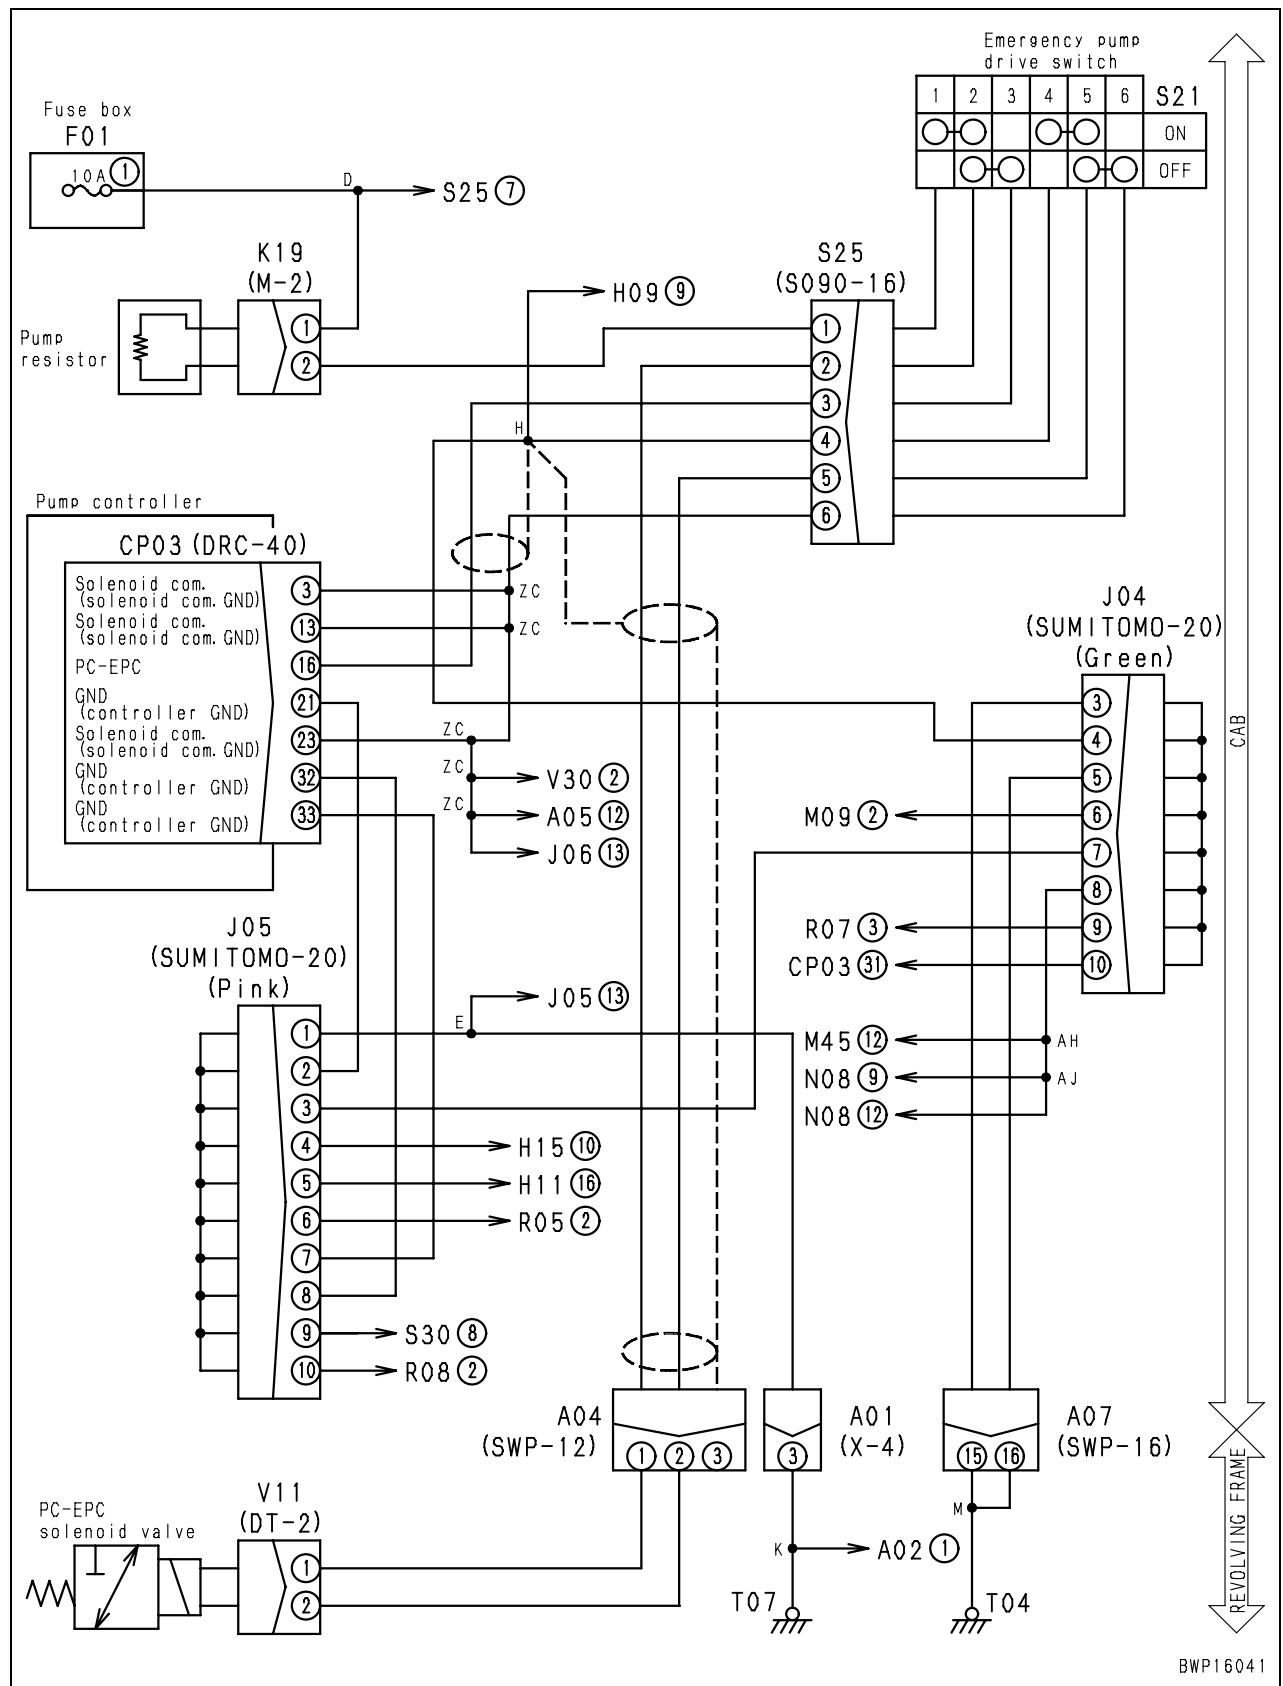 Emergency pump
drive switch
1 2 3 4 5 6 S21
ON
OFF
Fuse box
F01
10A 1
D
S25 7
K19
(M-2)
1
2
Pump
resistor
H09 9
S25
(S090-16)
1
2
3
4
5
6
H
Pump controller
CP03 (DRC-40)
Solenoid com.
(solenoid com. GND)
3
ZC
Solenoid com.
(solenoid com. GND)
13
ZC
PC-EPC
16
GND
(controller GND)
21
Solenoid com.
(solenoid com. GND)
23
ZC
GND
(controller GND)
32
ZC
V30 2
GND
(controller GND)
33
ZC
A05 12
J06 13
J04
(SUMITOMO-20)
(Green)
3
4
5
M09 2
6
7
8
R07 3
9
CP03 31
10
M45 12
AH
N08 9
AJ
N08 12
CAB
J05
(SUMITOMO-20)
(Pink)
J05 13
E
1
2
3
4
H15 10
5
H11 16
6
R05 2
7
8
9
S30 8
10
R08 2
A04
(SWP-12)
1 2 3
A01
(X-4)
3
A07
(SWP-16)
15 16
M
K
A02 1
T07
T04
V11
(DT-2)
1
2
PC-EPC
solenoid valve
REVOLVING FRAME
BWP16041